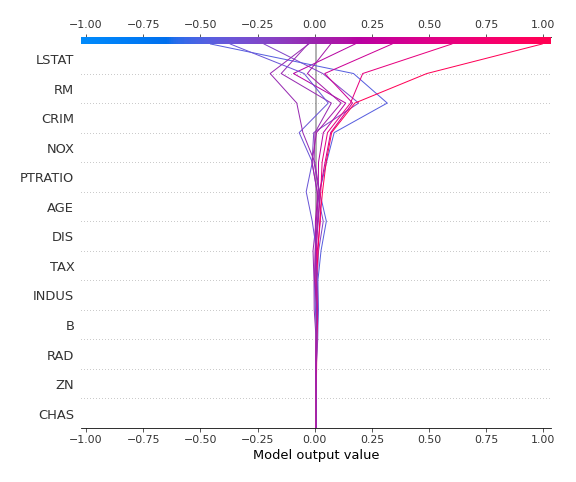 −1.00 −0.75 −0.50 −0.25 0.00 0.25 0.50 0.75 1.00
LSTAT
RM
CRIM
NOX
PTRATIO
AGE
DIS
TAX
INDUS
B
RAD
ZN
CHAS
−1.00 −0.75 −0.50 −0.25 0.00 0.25 0.50 0.75 1.00
Model output value